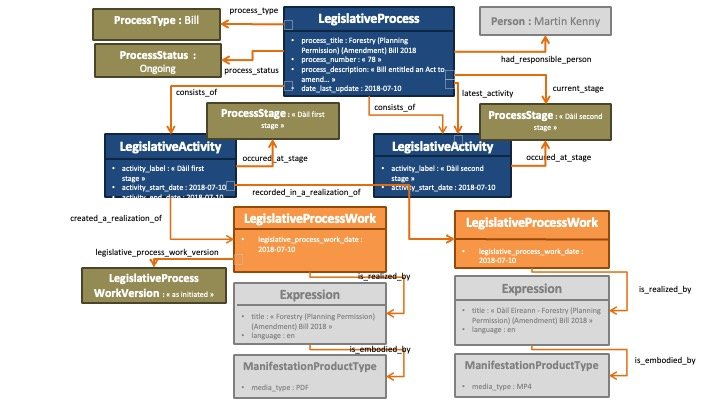 process_type
ProcessType : Bill
LegislativeProcess
Person : Martin Kenny
• process_title : Forestry (Planning
Permission) (Amendment) Bill 2018
• process_number : « 78 »
• process_description: « Bill entitled an Act to
amend... »
• date_last_update : 2018-07-10
ProcessStatus :
Ongoing
process_status
had_responsible_person
consists_of
latest_activity
current_stage
consists_of
ProcessStage : « Dàil first
stage »
ProcessStage : « Dàil second
stage »
LegislativeActivity
• activity_label : « Dàil first
stage »
• activity_start_date : 2018-07-10
• activity_end_date : 2018-07-10
occured_at_stage
LegislativeActivity
• activity_label : « Dàil second
stage »
• activity_start_date : 2018-07-10
occured_at_stage
recorded_in_a_realization_of
created_a_realization_of
LegislativeProcessWork
• legislative_process_work_date :
2018-07-10
LegislativeProcessWork
• legislative_process_work_date :
2018-07-10
legislative_process_work_version
LegislativeProcess
WorkVersion : « as initiated »
is_realized_by
is_realized_by
Expression
• title : « Forestry (Planning Permission)
(Amendment) Bill 2018 »
• language : en
Expression
• title : « Dàil Eireann - Forestry (Planning
Permission) (Amendment) Bill 2018 »
• language : en
is_embodied_by
is_embodied_by
ManifestationProductType
• media_type : PDF
ManifestationProductType
• media_type : MP4